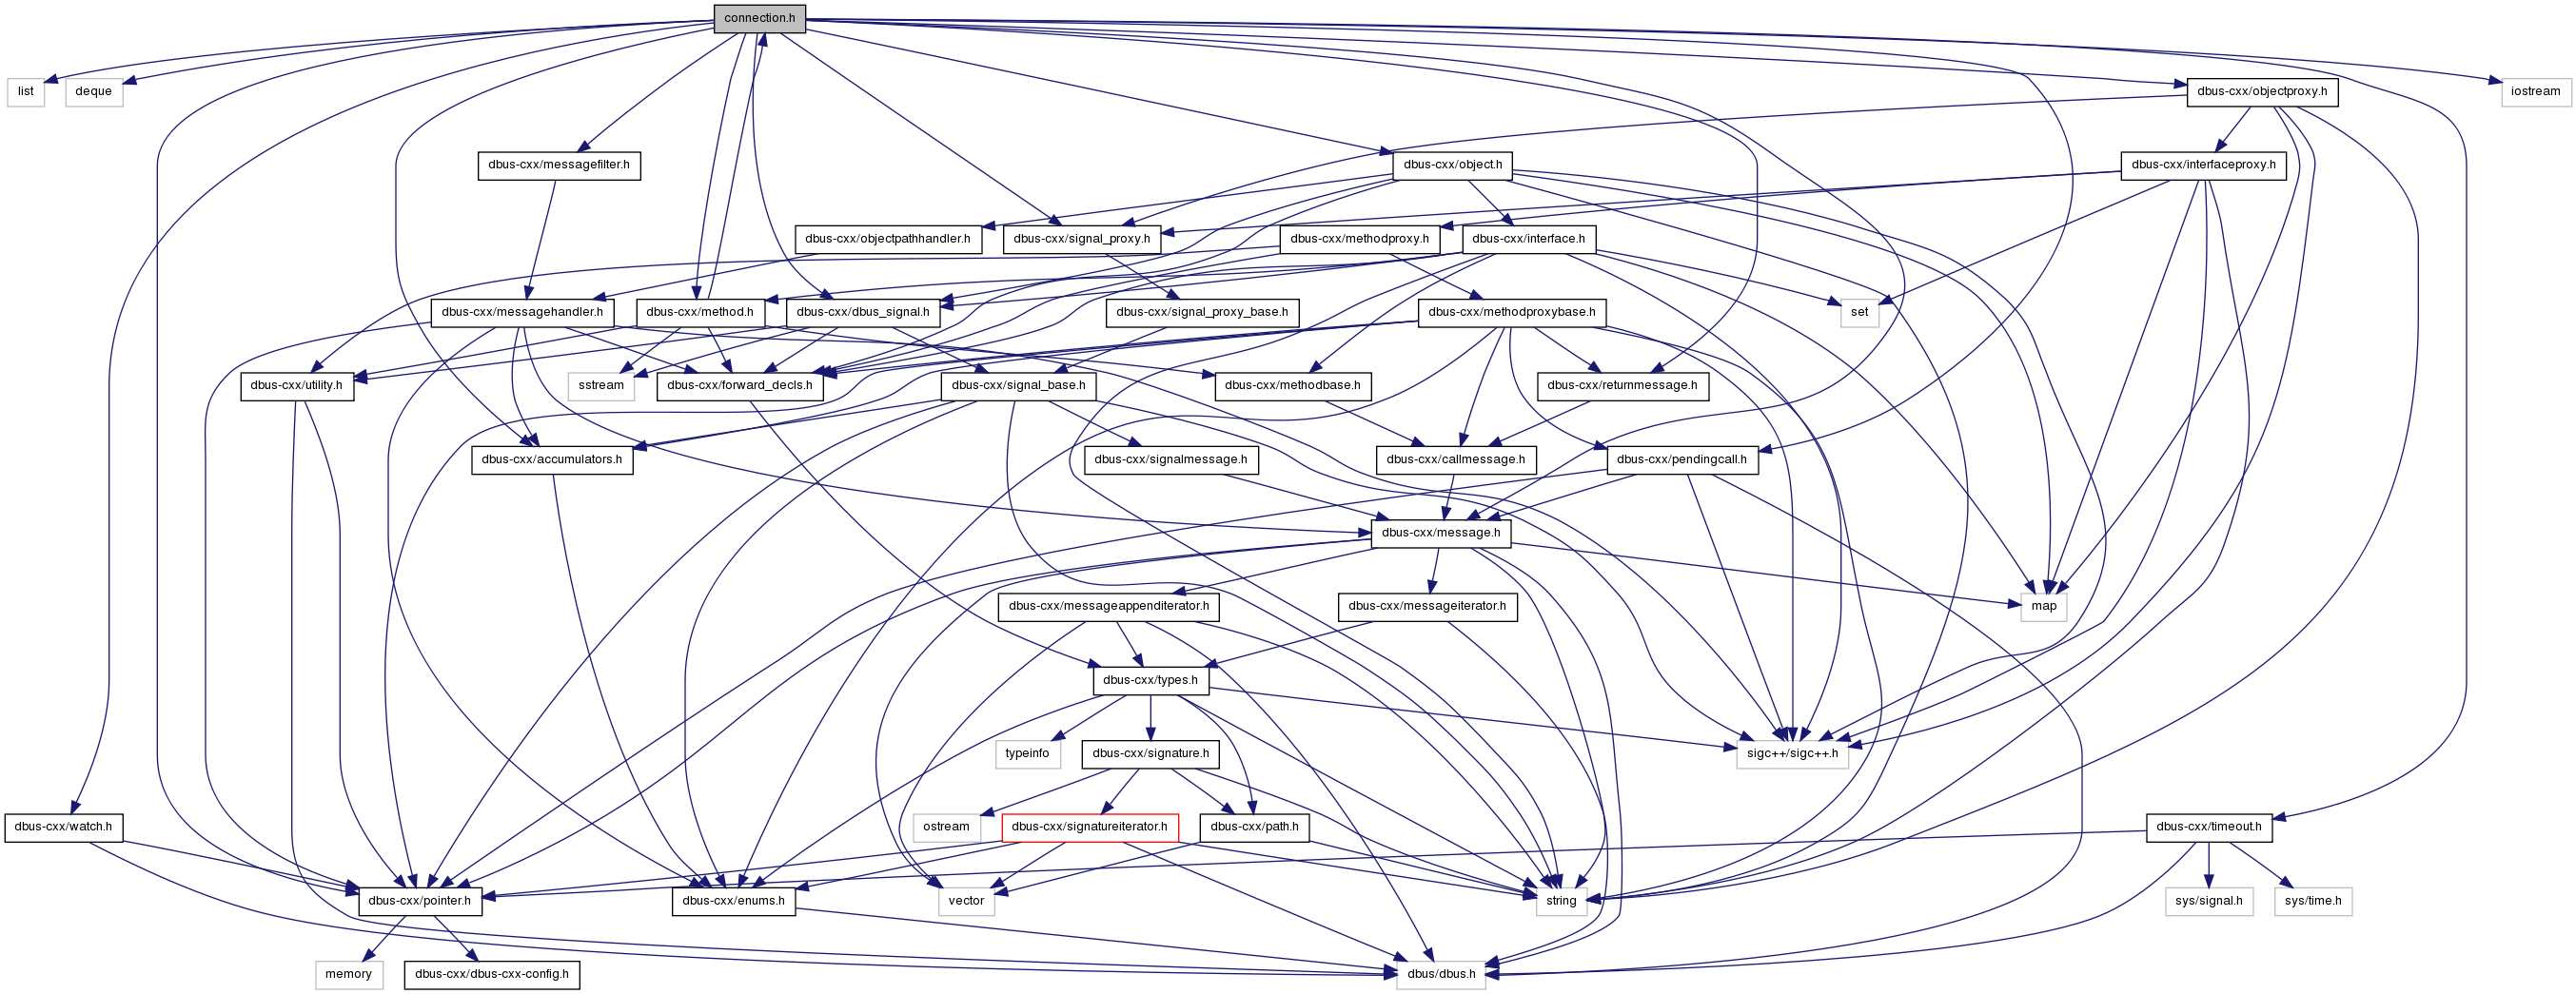 connection.h
list
deque
dbus-cxx/objectproxy.h
iostream
dbus-cxx/messagefilter.h
dbus-cxx/object.h
dbus-cxx/interfaceproxy.h
dbus-cxx/objectpathhandler.h
dbus-cxx/signal_proxy.h
dbus-cxx/methodproxy.h
dbus-cxx/interface.h
dbus-cxx/messagehandler.h
dbus-cxx/method.h
dbus-cxx/dbus_signal.h
dbus-cxx/signal_proxy_base.h
dbus-cxx/methodproxybase.h
set
dbus-cxx/utility.h
sstream
dbus-cxx/forward_decls.h
dbus-cxx/signal_base.h
dbus-cxx/methodbase.h
dbus-cxx/returnmessage.h
dbus-cxx/accumulators.h
dbus-cxx/signalmessage.h
dbus-cxx/callmessage.h
dbus-cxx/pendingcall.h
dbus-cxx/message.h
dbus-cxx/messageappenditerator.h
dbus-cxx/messageiterator.h
map
dbus-cxx/types.h
typeinfo
dbus-cxx/signature.h
sigc++/sigc++.h
dbus-cxx/watch.h
ostream
dbus-cxx/signatureiterator.h
dbus-cxx/path.h
dbus-cxx/timeout.h
dbus-cxx/pointer.h
dbus-cxx/enums.h
vector
string
sys/signal.h
sys/time.h
memory
dbus-cxx/dbus-cxx-config.h
dbus/dbus.h